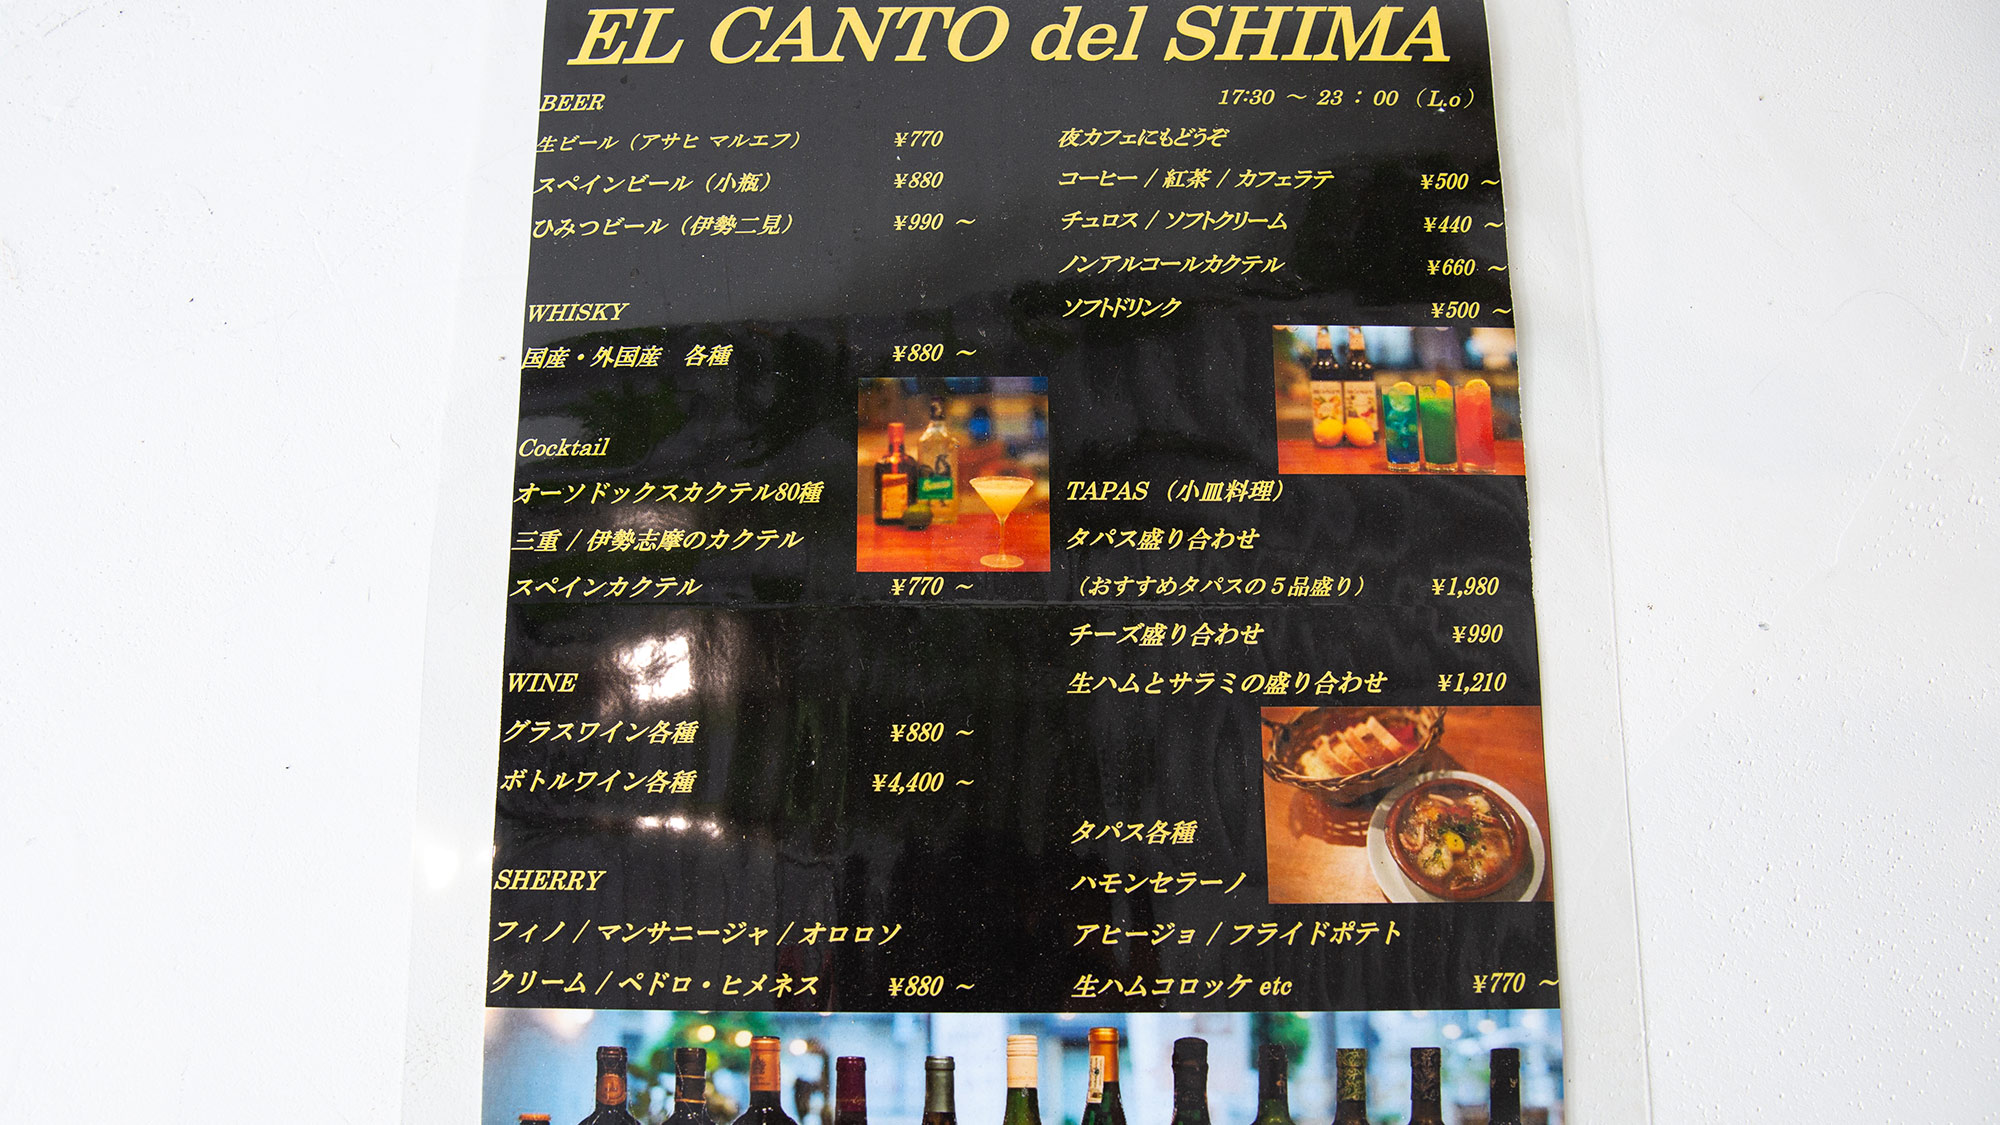 EL CANTO del SHIMA
17:30 ～ 23 : 00 （L.o）
BEER
生ビール（アサヒ マルエフ） ¥770
スペインビール（小瓶） ¥880
ひみつビール（伊勢二見） ¥990 ～
WHISKY
国産・外国産 各種 ¥880 ～
Cocktail
オーソドックスカクテル80種
三重 / 伊勢志摩のカクテル
スペインカクテル ¥770 ～
WINE
グラスワイン各種 ¥880 ～
ボトルワイン各種 ¥4,400 ～
SHERRY
フィノ / マンサニージャ / オロロソ
クリーム / ペドロ・ヒメネス ¥880 ～
夜カフェにもどうぞ
コーヒー / 紅茶 / カフェラテ ¥500 ～
チュロス / ソフトクリーム ¥440 ～
ノンアルコールカクテル ¥660 ～
ソフトドリンク ¥500 ～
TAPAS （小皿料理）
タパス盛り合わせ
（おすすめタパスの５品盛り） ¥1,980
チーズ盛り合わせ ¥990
生ハムとサラミの盛り合わせ ¥1,210
タパス各種
ハモンセラーノ
アヒージョ / フライドポテト
生ハムコロッケ etc ¥770 ～